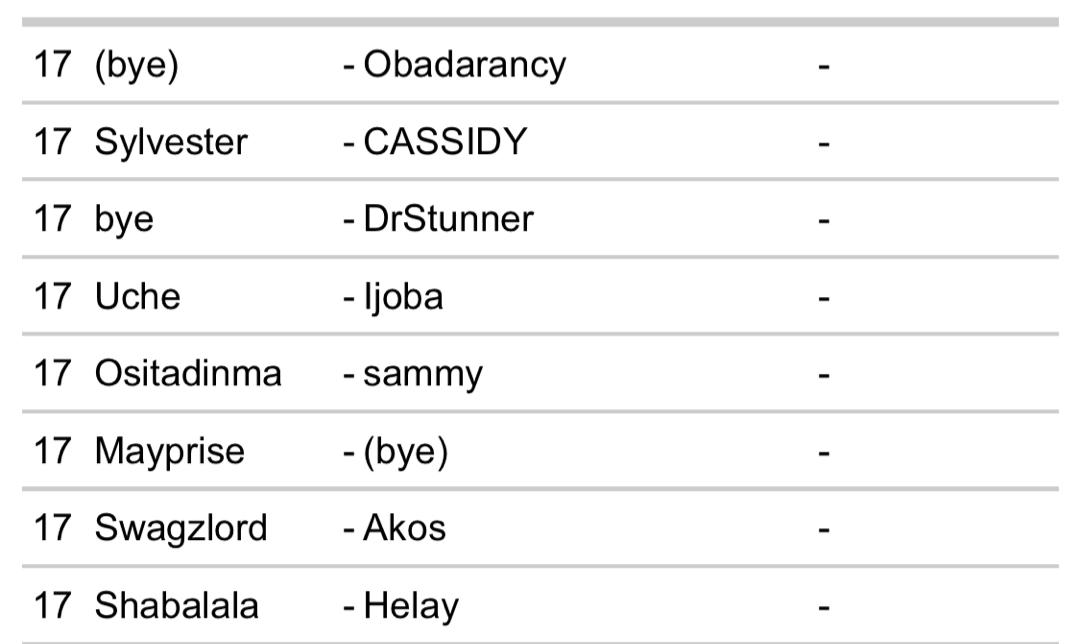 17 (bye) - Obadarancy -
17 Sylvester - CASSIDY -
17 bye - DrStunner -
17 Uche - Ijoba -
17 Ositadinma - sammy -
17 Mayprise - (bye) -
17 Swagzlord - Akos -
17 Shabalala - Helay -